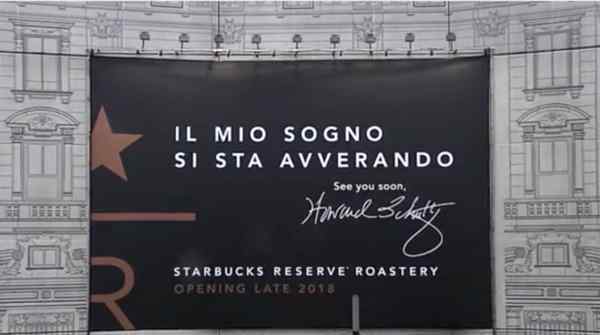 IL MIO SOGNO
SI STA AVVERANDO
See you soon,
Howard Schultz
STARBUCKS RESERVE® ROASTERY
OPENING LATE 2018
R